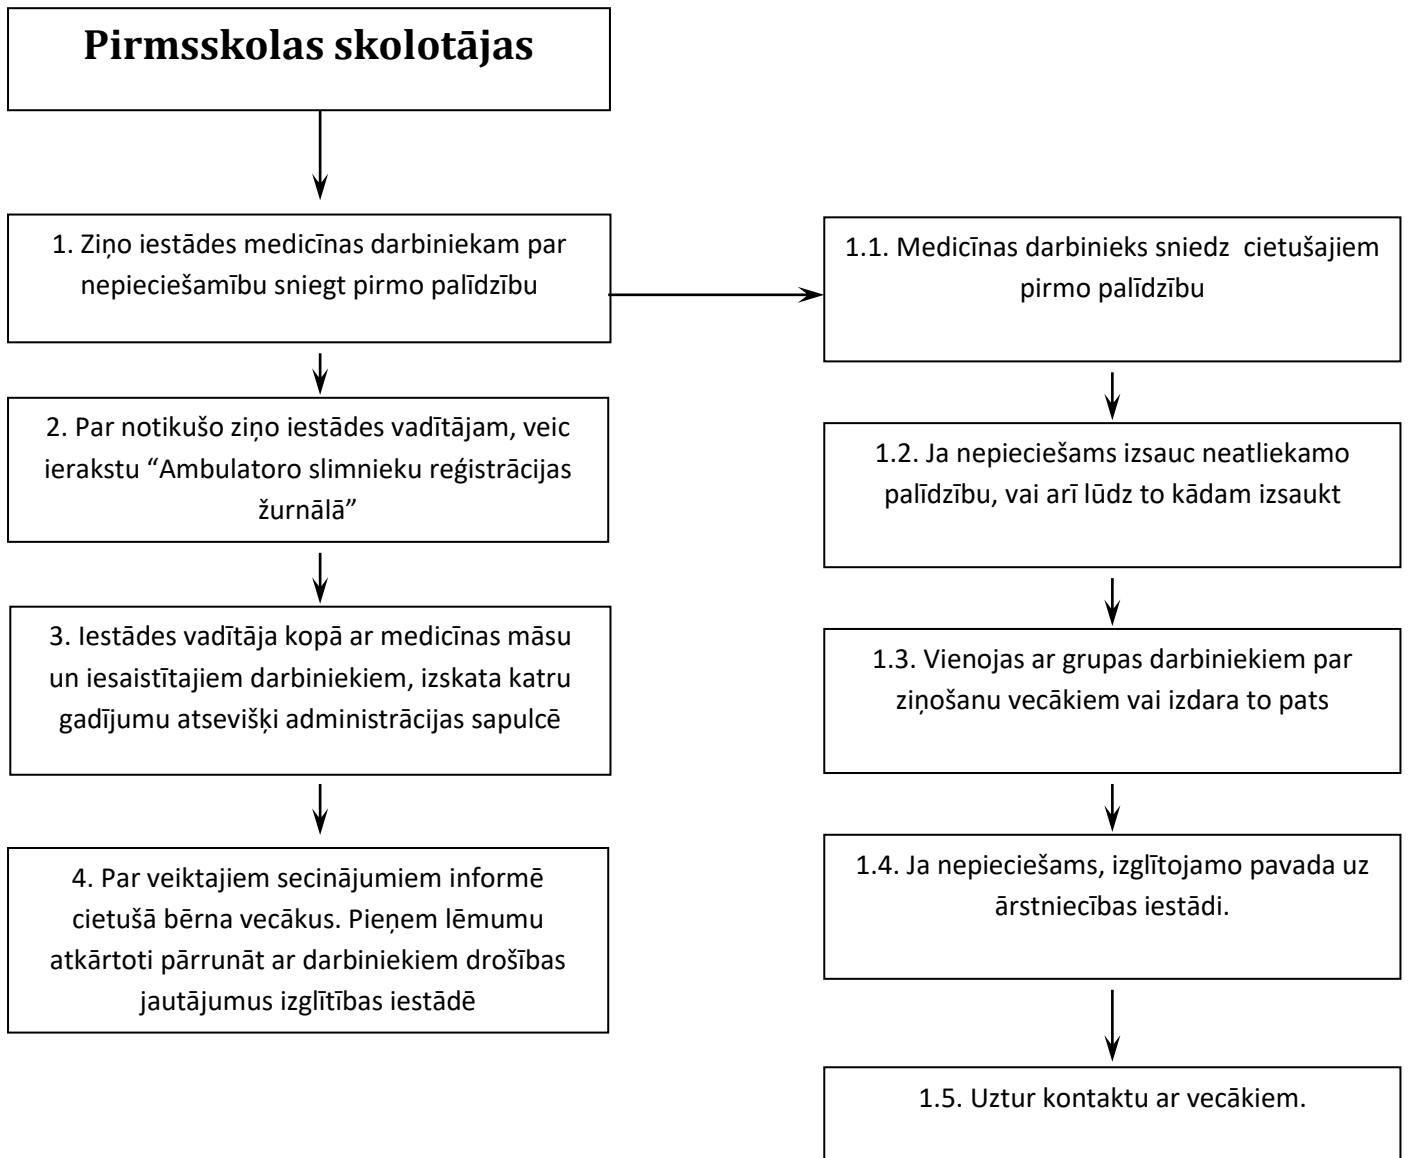 Pirmsskolas skolotājas
1. Ziņo iestādes medicīnas darbiniekam par
nepieciešamību sniegt pirmo palīdzību
2. Par notikušo ziņo iestādes vadītājam, veic
ierakstu “Ambulatoro slimnieku reģistrācijas
žurnālā”
3. Iestādes vadītāja kopā ar medicīnas māsu
un iesaistītajiem darbiniekiem, izskata katru
gadījumu atsevišķi administrācijas sapulcē
4. Par veiktajiem secinājumiem informē
cietušā bērna vecākus. Pieņem lēmumu
atkārtoti pārrunāt ar darbiniekiem drošības
jautājumus izglītības iestādē
1.1. Medicīnas darbinieks sniedz  cietušajiem
pirmo palīdzību
1.2. Ja nepieciešams izsauc neatliekamo
palīdzību, vai arī lūdz to kādam izsaukt
1.3. Vienojas ar grupas darbiniekiem par
ziņošanu vecākiem vai izdara to pats
1.4. Ja nepieciešams, izglītojamo pavada uz
ārstniecības iestādi.
1.5. Uztur kontaktu ar vecākiem.